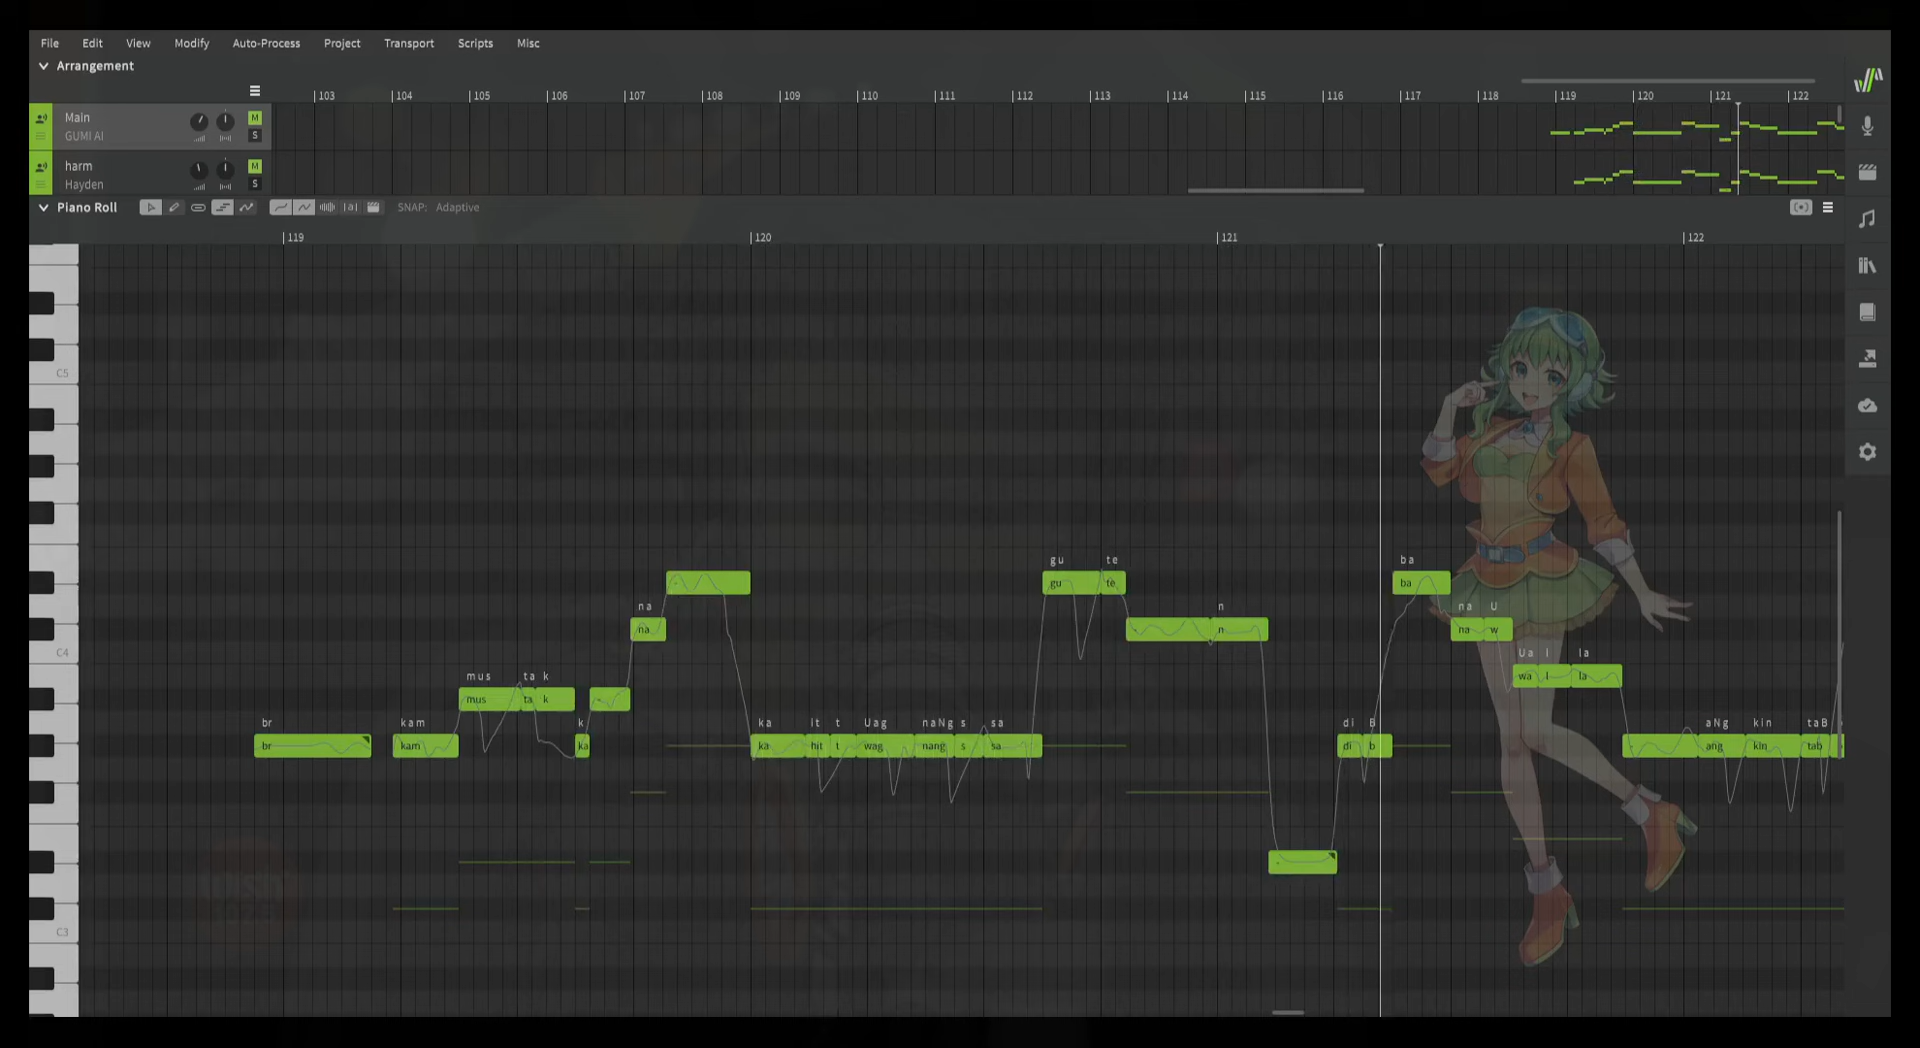 File Edit View Modify Auto-Process Project Transport Scripts Misc
Arrangement
103 104 105 106 107 108 109 110 111 112 113 114 115 116 117 118 119 120 121 122
Main M
GUMI AI S
harm M
Hayden S
Piano Roll SNAP: Adaptive
119 120 121 122
C5
gu te ba
gu te ba
na n na U
na n na w
C4 Ua l la
wa l la
mus ta k
mus ta k
br kam k ka It t Uag naNg s sa di B aNg kin taB
br kam ka ka hit t wag nang s sa di b ang kin tab
C3